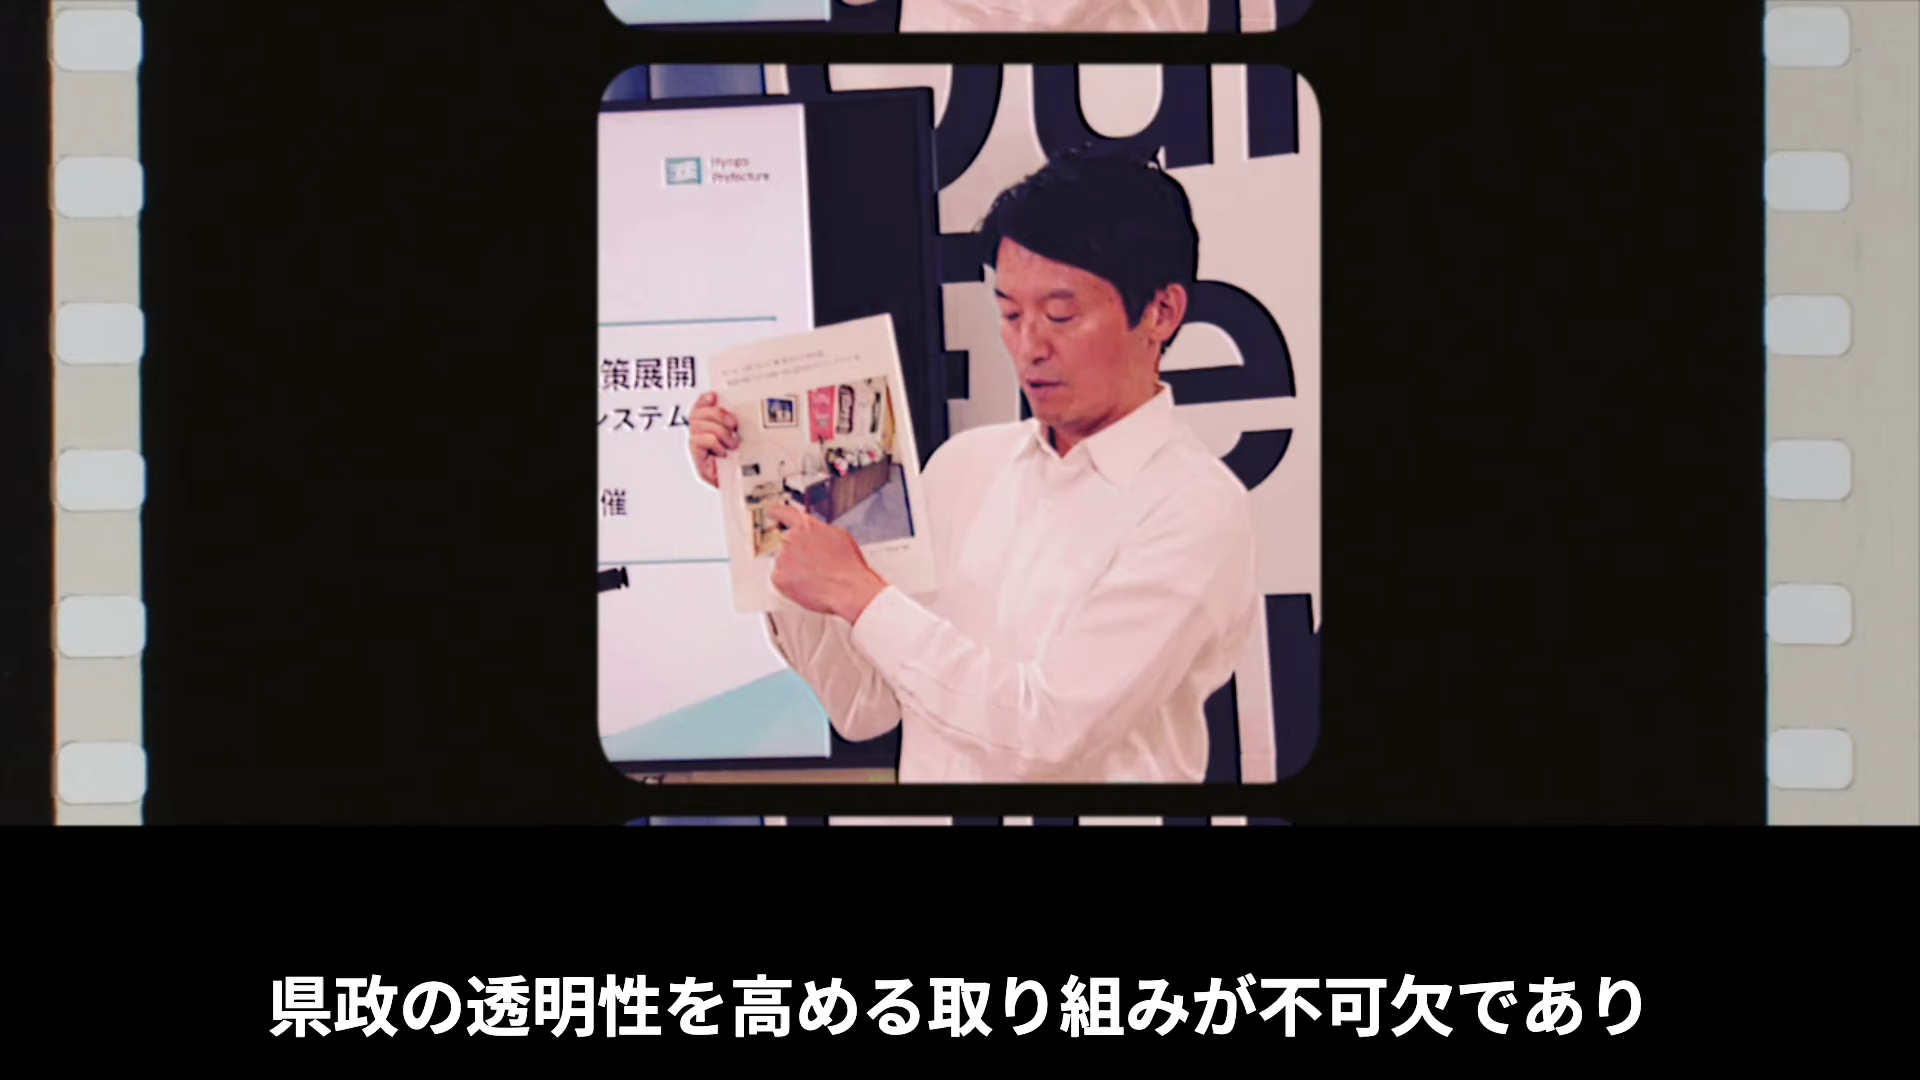 Hyogo
Prefecture
策展開
システム
催
県政の透明性を高める取り組みが不可欠であり